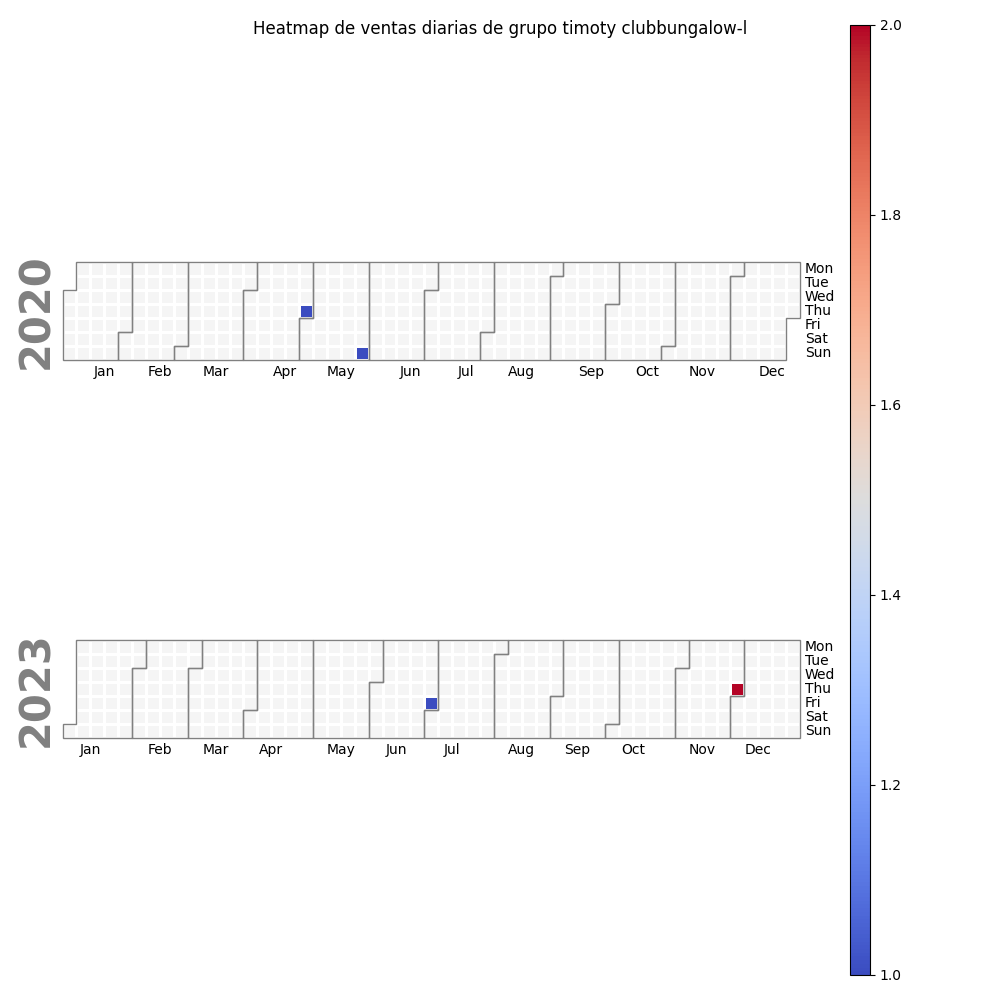 Heatmap de ventas diarias de grupo timoty clubbungalow-l
2020
Mon
Tue
Wed
Thu
Fri
Sat
Sun
Jan Feb Mar Apr May Jun Jul Aug Sep Oct Nov Dec
2023
Mon
Tue
Wed
Thu
Fri
Sat
Sun
Jan Feb Mar Apr May Jun Jul Aug Sep Oct Nov Dec
2.0
1.8
1.6
1.4
1.2
1.0